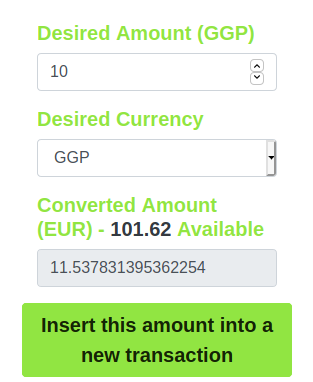 Desired Amount (GGP)
10
Desired Currency
GGP
Converted Amount
(EUR) - 101.62 Available
11.537831395362254
Insert this amount into a
new transaction